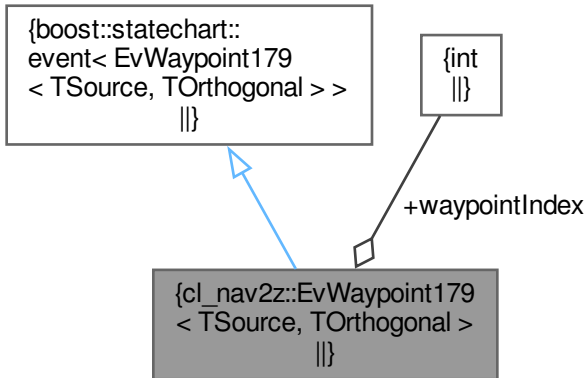 {boost::statechart::
event< EvWaypoint179
< TSource, TOrthogonal > >
||}
{int
||}
+waypointIndex
{cl_nav2z::EvWaypoint179
< TSource, TOrthogonal >
||}